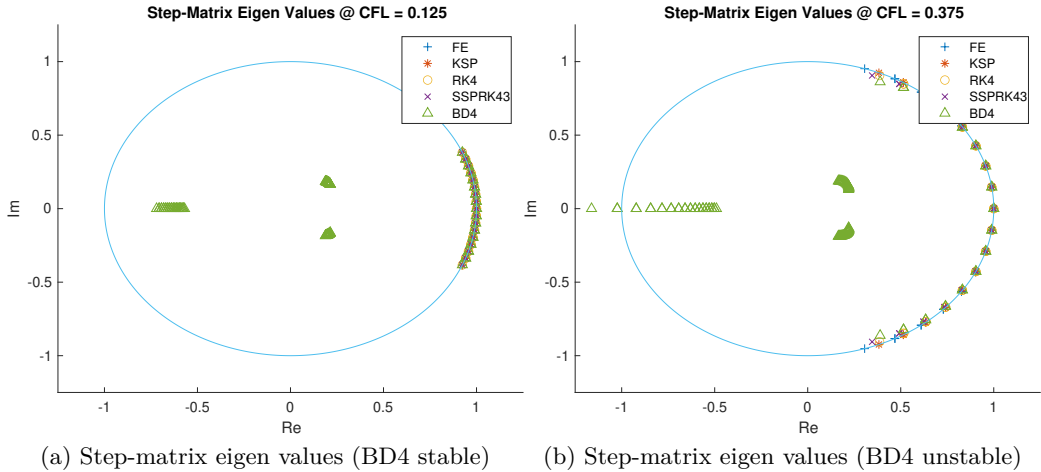 Step-Matrix Eigen Values @ CFL = 0.125
FE
KSP
RK4
SSPRK43
BD4
1
0.5
0
-0.5
-1
Im
-1
-0.5
0
0.5
1
Re
(a) Step-matrix eigen values (BD4 stable)
Step-Matrix Eigen Values @ CFL = 0.375
FE
KSP
RK4
SSPRK43
BD4
1
0.5
0
-0.5
-1
Im
-1
-0.5
0
0.5
1
Re
(b) Step-matrix eigen values (BD4 unstable)